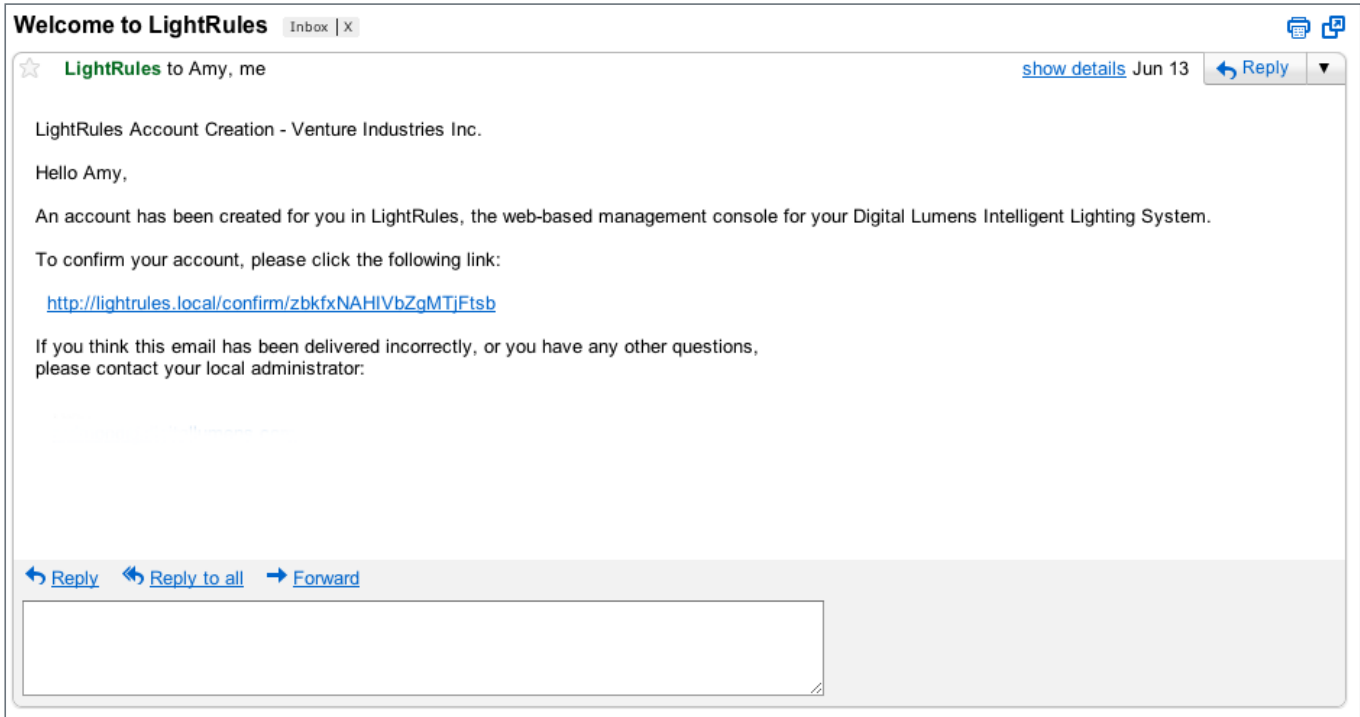 Welcome to LightRules Inbox | X
LightRules to Amy, me show details Jun 13 Reply
LightRules Account Creation - Venture Industries Inc.
Hello Amy,
An account has been created for you in LightRules, the web-based management console for your Digital Lumens Intelligent Lighting System.
To confirm your account, please click the following link:
http://lightrules.local/confirm/zbkfxNAHIVbZgMTjFtsb
If you think this email has been delivered incorrectly, or you have any other questions,
please contact your local administrator:
Reply Reply to all Forward